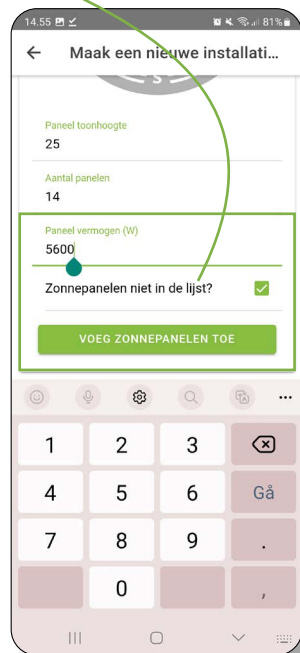 14.55 81%
Maak een nieuwe installati...
S
Paneel toonhoogte
25
Aantal panelen
14
Paneel vermogen (W)
5600
Zonnepanelen niet in de lijst?
VOEG ZONNEPANELEN TOE
1 2 3
4 5 6 Gå
7 8 9 .
0 ,